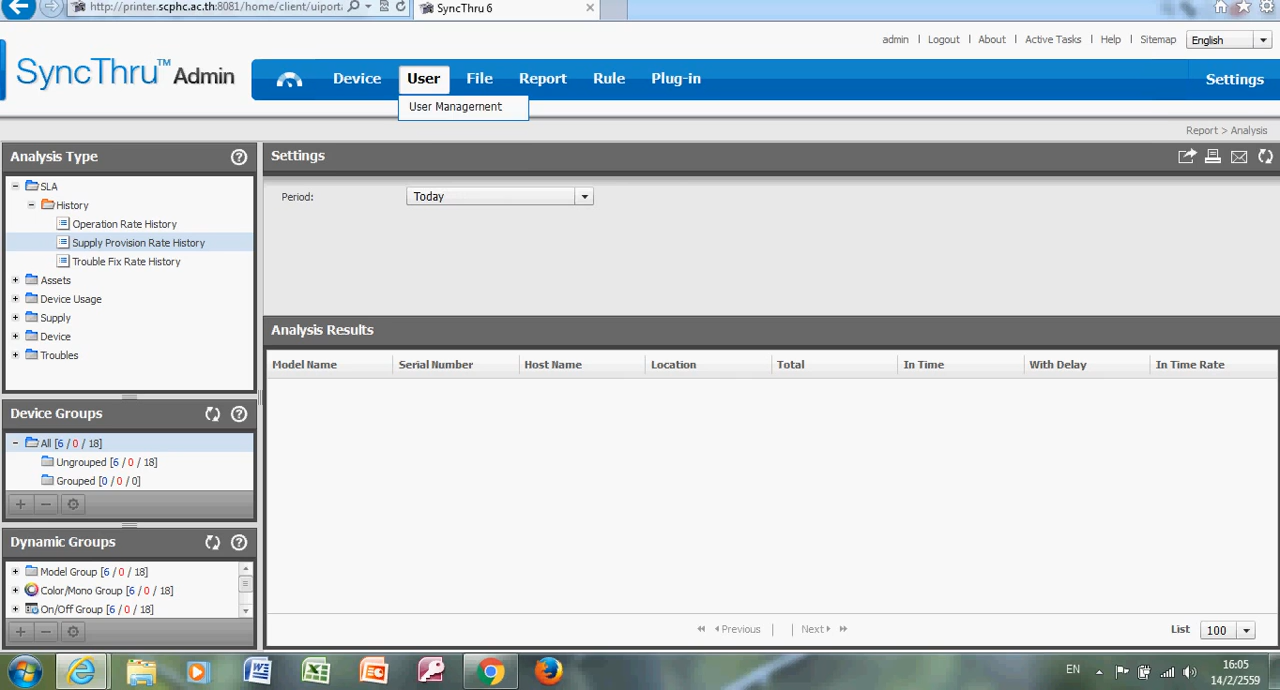 http://printer.scphc.ac.th:8081/home/client/uiport
SyncThru 6
admin | Logout | About | Active Tasks | Help | Sitemap
English
SyncThru™ Admin
Device User File Report Rule Plug-in Settings
User Management
Report > Analysis
Analysis Type
SLA
History
Operation Rate History
Supply Provision Rate History
Trouble Fix Rate History
Assets
Device Usage
Supply
Device
Troubles
Device Groups
All [6 / 0 / 18]
Ungrouped [6 / 0 / 18]
Grouped [0 / 0 / 0]
Dynamic Groups
Model Group [6 / 0 / 18]
Color/Mono Group [6 / 0 / 18]
On/Off Group [6 / 0 / 18]
Settings
Period: Today
Analysis Results
Model Name Serial Number Host Name Location Total In Time With Delay In Time Rate
Previous | | Next
List 100
EN
16:05
14/2/2559